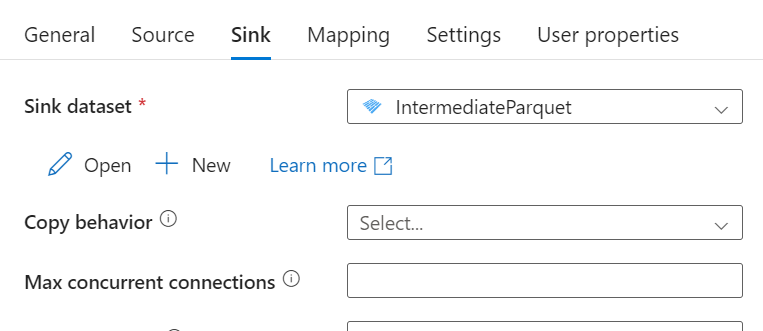 General Source Sink Mapping Settings User properties
Sink dataset * IntermediateParquet
Open New Learn more
Copy behavior Select...
Max concurrent connections